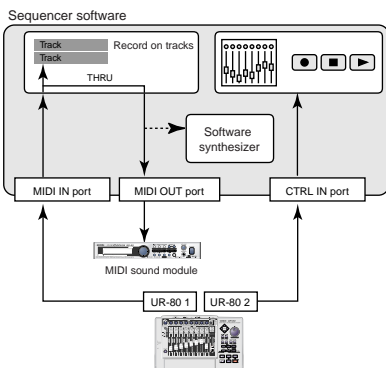 Sequencer software
Track
Track
Record on tracks
THRU
Software
synthesizer
MIDI IN port
MIDI OUT port
CTRL IN port
MIDI sound module
UR-80 1
UR-80 2